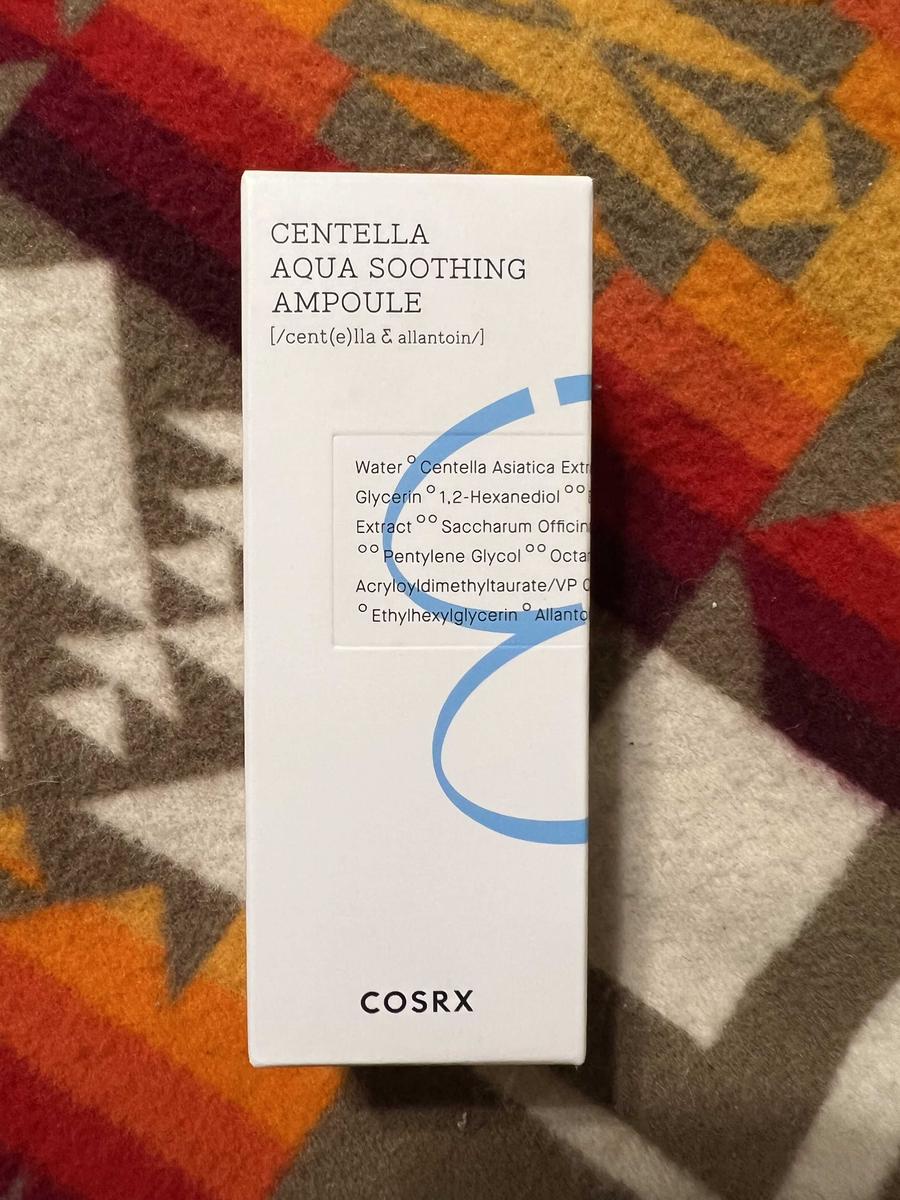 CENTELLA
AQUA SOOTHING
AMPOULE
[/cent(e)lla & allantoin/]
Water ° Centella Asiatica Extr
Glycerin ° 1,2-Hexanediol °°
Extract °° Saccharum Officin
°° Pentylene Glycol °° Octa
Acryloyldimethyltaurate/VP C
° Ethylhexylglycerin ° Allanto
COSRX